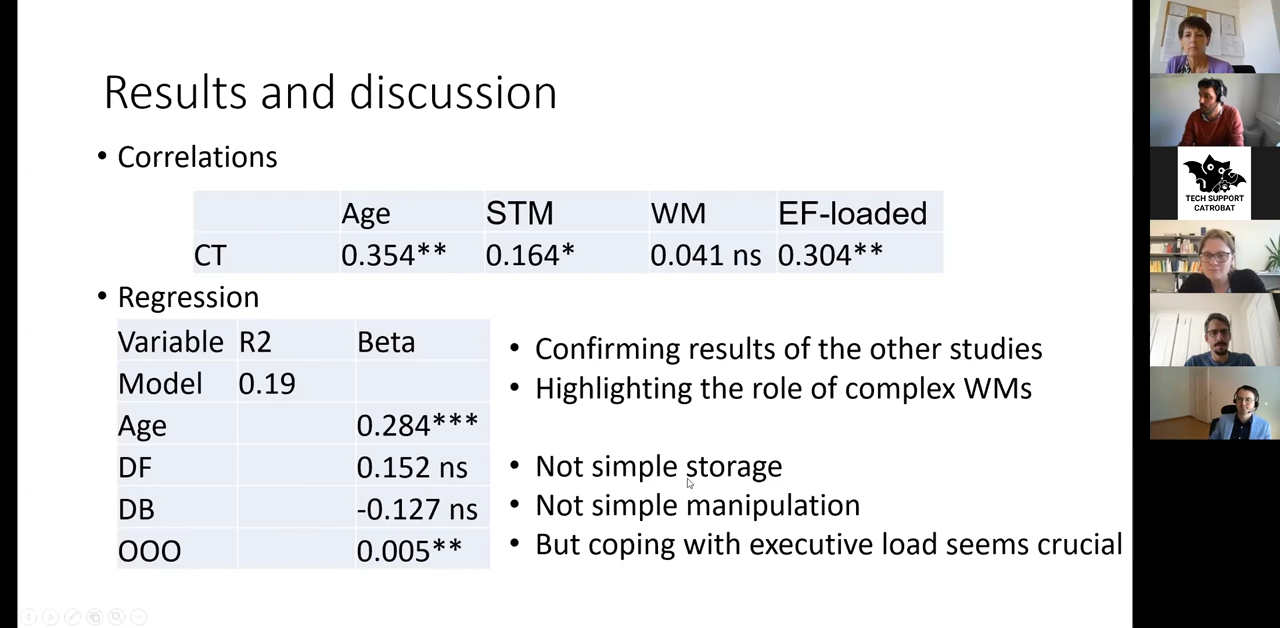 Results and discussion
• Correlations
Age STM WM EF-loaded
CT 0.354** 0.164* 0.041 ns 0.304**
• Regression
Variable R2 Beta
Model 0.19
Age 0.284***
DF 0.152 ns
DB -0.127 ns
OOO 0.005**
• Confirming results of the other studies
• Highlighting the role of complex WMs
• Not simple storage
• Not simple manipulation
• But coping with executive load seems crucial
TECH SUPPORT
CATROBAT